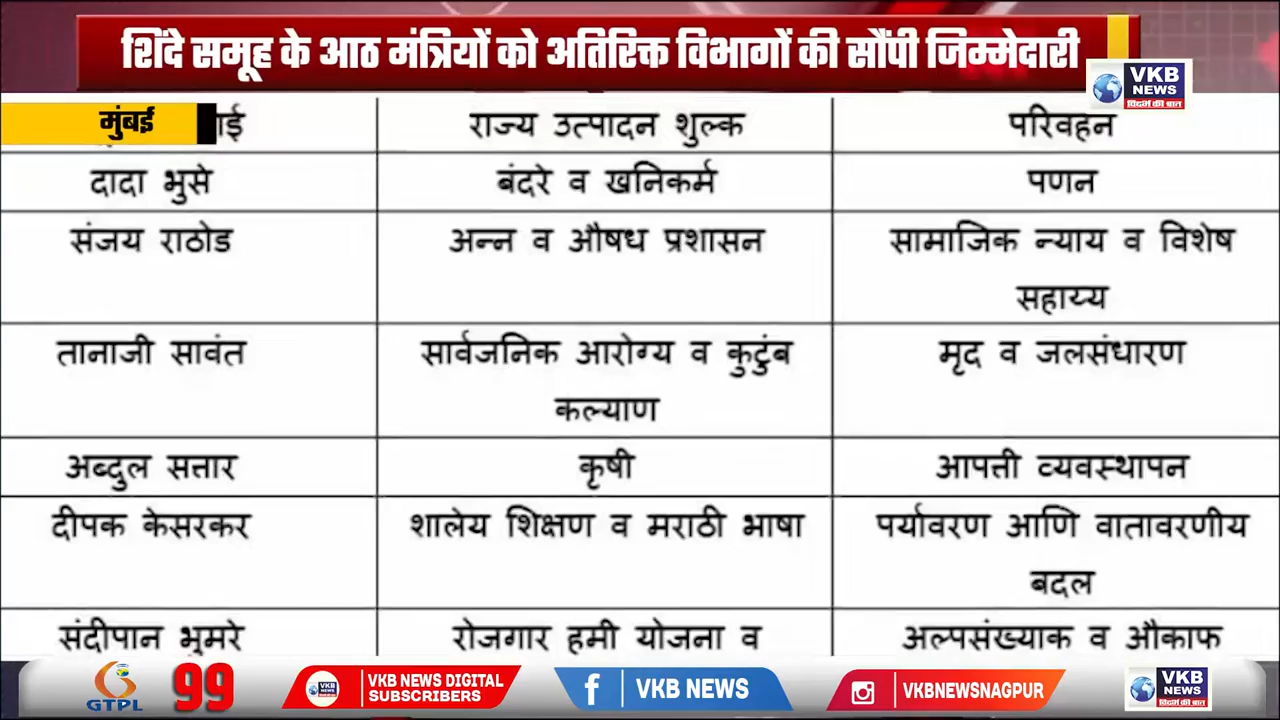 शिंदे समूह के आठ मंत्रियों को अतिरिक्त विभागों की सौंपी जिम्मेदारी
VKB
NEWS
विदर्भ की बात
मुंबई
राज्य उत्पादन शुल्क परिवहन
दादा भुसे बंदरे व खनिकर्म पणन
संजय राठोड अन्न व औषध प्रशासन सामाजिक न्याय व विशेष
सहाय्य
तानाजी सावंत सार्वजनिक आरोग्य व कुटुंब मृद व जलसंधारण
कल्याण
अब्दुल सत्तार कृषी आपत्ती व्यवस्थापन
दीपक केसरकर शालेय शिक्षण व मराठी भाषा पर्यावरण आणि वातावरणीय
बदल
संदीपान भूमरे रोजगार हमी योजना व अल्पसंख्याक व औकाफ
GTPL 99
VKB NEWS DIGITAL
SUBSCRIBERS
VKB NEWS
VKBNEWSNAGPUR
VKB
NEWS
विदर्भ की बात